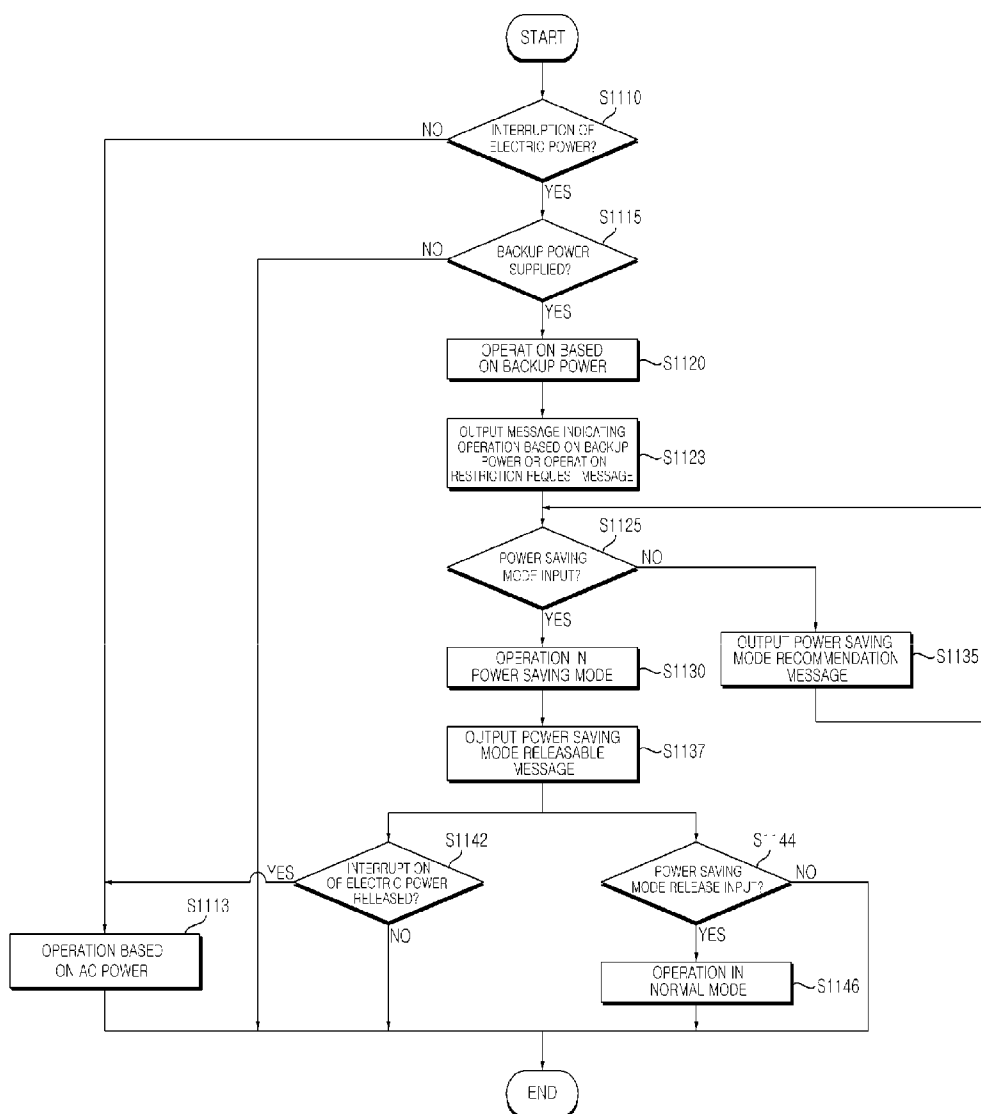 START
S1110
NO
INTERRUPTION OF
ELECTRIC POWER?
YES
S1115
NO
BACKUP POWER
SUPPLIED?
YES
OPERATION BASED
ON BACKUP POWER
S1120
OUTPUT MESSAGE INDICATING
OPERATION BASED ON BACKUP
POWER OR OPERATION
RESTRICTION REQUEST MESSAGE
S1123
S1125
POWER SAVING
MODE INPUT?
NO
YES
OPERATION IN
POWER SAVING MODE
S1130
OUTPUT POWER SAVING
MODE RECOMMENDATION
MESSAGE
S1135
OUTPUT POWER SAVING
MODE RELEASABLE
MESSAGE
S1137
S1142
YES
INTERRUPTION
OF ELECTRIC POWER
RELEASED?
NO
S1144
POWER SAVING
MODE RELEASE INPUT?
NO
YES
S1113
OPERATION BASED
ON AC POWER
OPERATION IN
NORMAL MODE
S1146
END